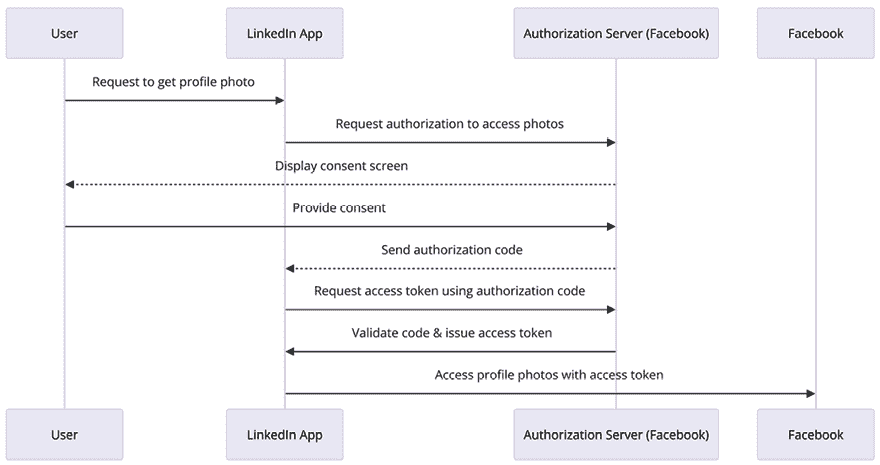 User
LinkedIn App
Authorization Server (Facebook)
Facebook
Request to get profile photo
Request authorization to access photos
Display consent screen
Provide consent
Send authorization code
Request access token using authorization code
Validate code & issue access token
Access profile photos with access token
User
LinkedIn App
Authorization Server (Facebook)
Facebook